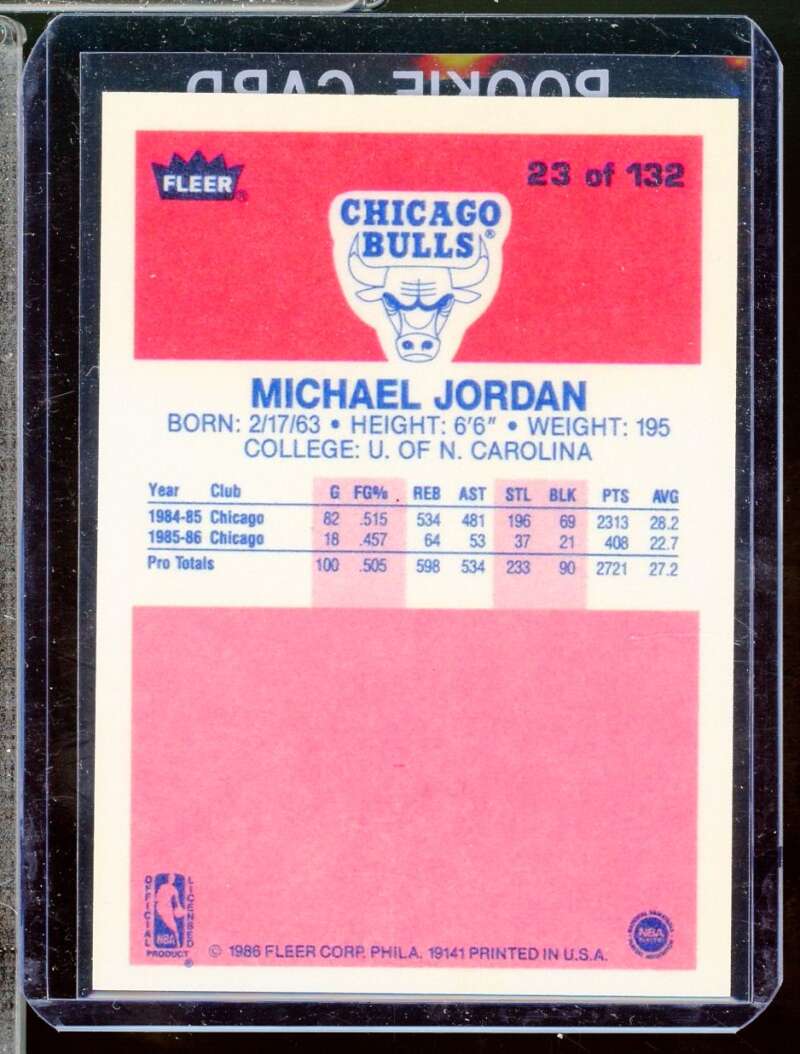 ROOKIE CARD
FLEER ®
23 of 132
CHICAGO
BULLS ®
MICHAEL JORDAN
BORN: 2/17/63 • HEIGHT: 6'6" • WEIGHT: 195
COLLEGE: U. OF N. CAROLINA
Year Club G FG% REB AST STL BLK PTS AVG
1984-85 Chicago 82 .515 534 481 196 69 2313 28.2
1985-86 Chicago 18 .457 64 53 37 21 408 22.7
Pro Totals 100 .505 598 534 233 90 2721 27.2
OFFICIAL
LICENSED
NBA
PRODUCT ®
© 1986 FLEER CORP. PHILA. 19141 PRINTED IN U.S.A.
NBA